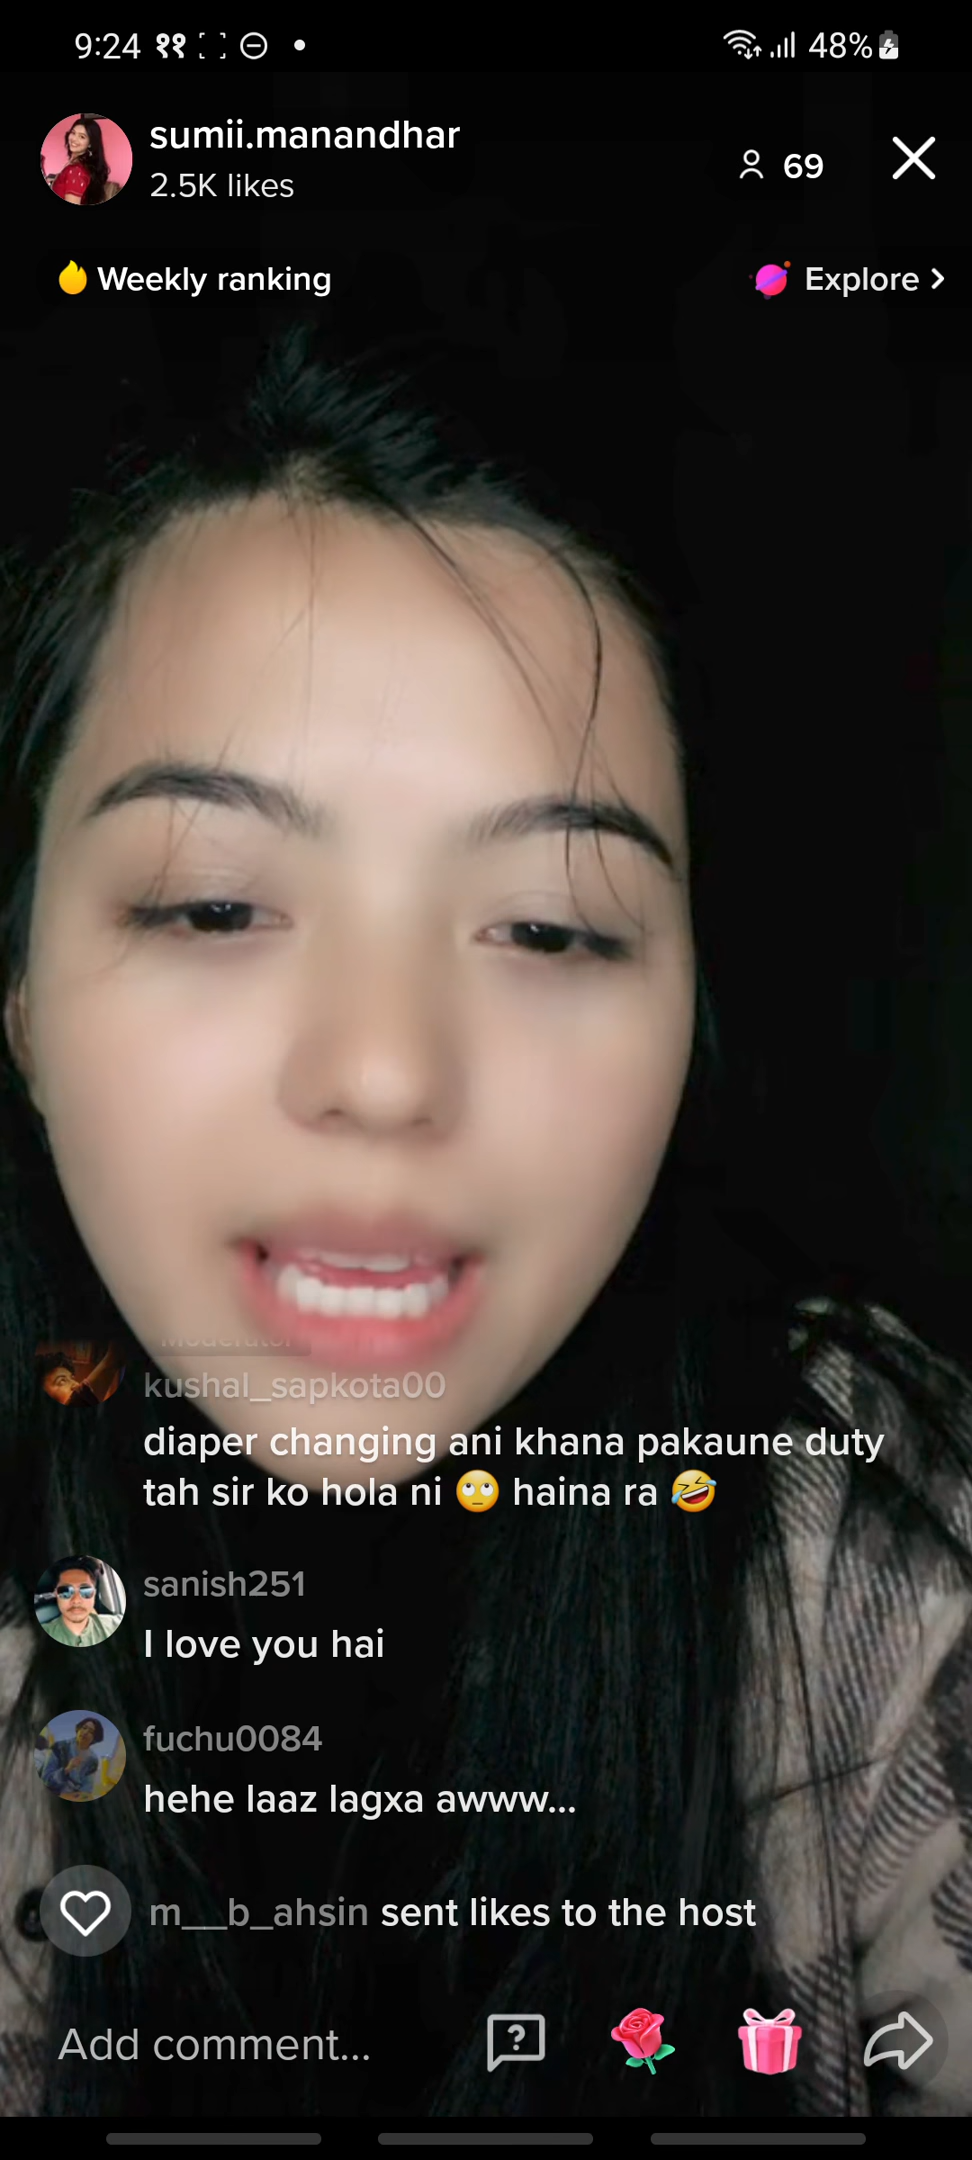 9:24 ११ 48%
sumii.manandhar
2.5K likes
69
Weekly ranking
Explore >
Moderator
kushal_sapkota00
diaper changing ani khana pakaune duty
tah sir ko hola ni 🙄 haina ra 🤣
sanish251
I love you hai
fuchu0084
hehe laaz lagxa awww...
m__b_ahsin sent likes to the host
Add comment...
?